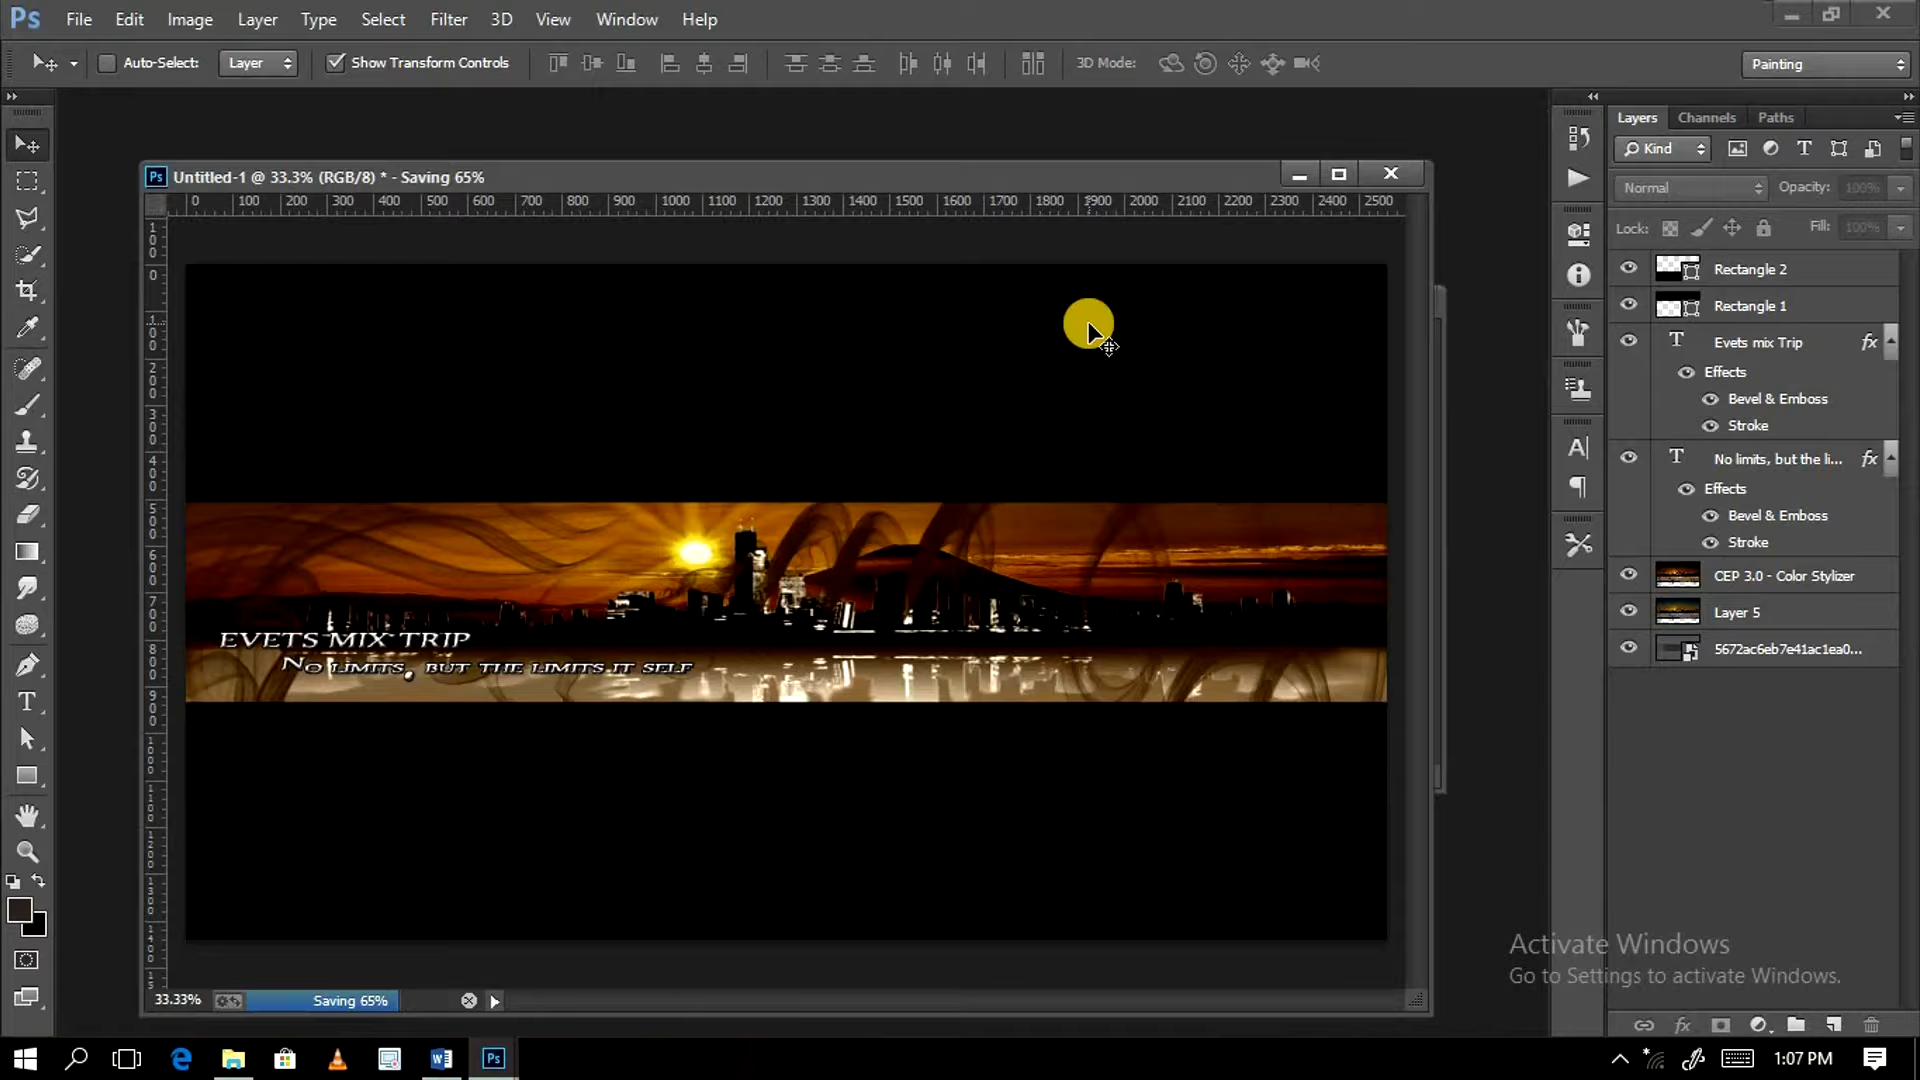 Ps File Edit Image Layer Type Select Filter 3D View Window Help
Auto-Select: Layer Show Transform Controls 3D Mode: Painting
Ps Untitled-1 @ 33.3% (RGB/8) * - Saving 65%
0 100 200 300 400 500 600 700 800 900 1000 1100 1200 1300 1400 1500 1600 1700 1800 1900 2000 2100 2200 2300 2400 2500
EVETS MIX TRIP
NO LIMITS, BUT THE LIMITS IT SELF
33.33% Saving 65%
Layers Channels Paths
Kind
Normal Opacity: 100%
Lock: Fill: 100%
Rectangle 2
Rectangle 1
T Evets mix Trip fx
Effects
Bevel & Emboss
Stroke
T No limits, but the li... fx
Effects
Bevel & Emboss
Stroke
CEP 3.0 - Color Stylizer
Layer 5
5672ac6eb7e41ac1ea0...
Activate Windows
Go to Settings to activate Windows.
1:07 PM